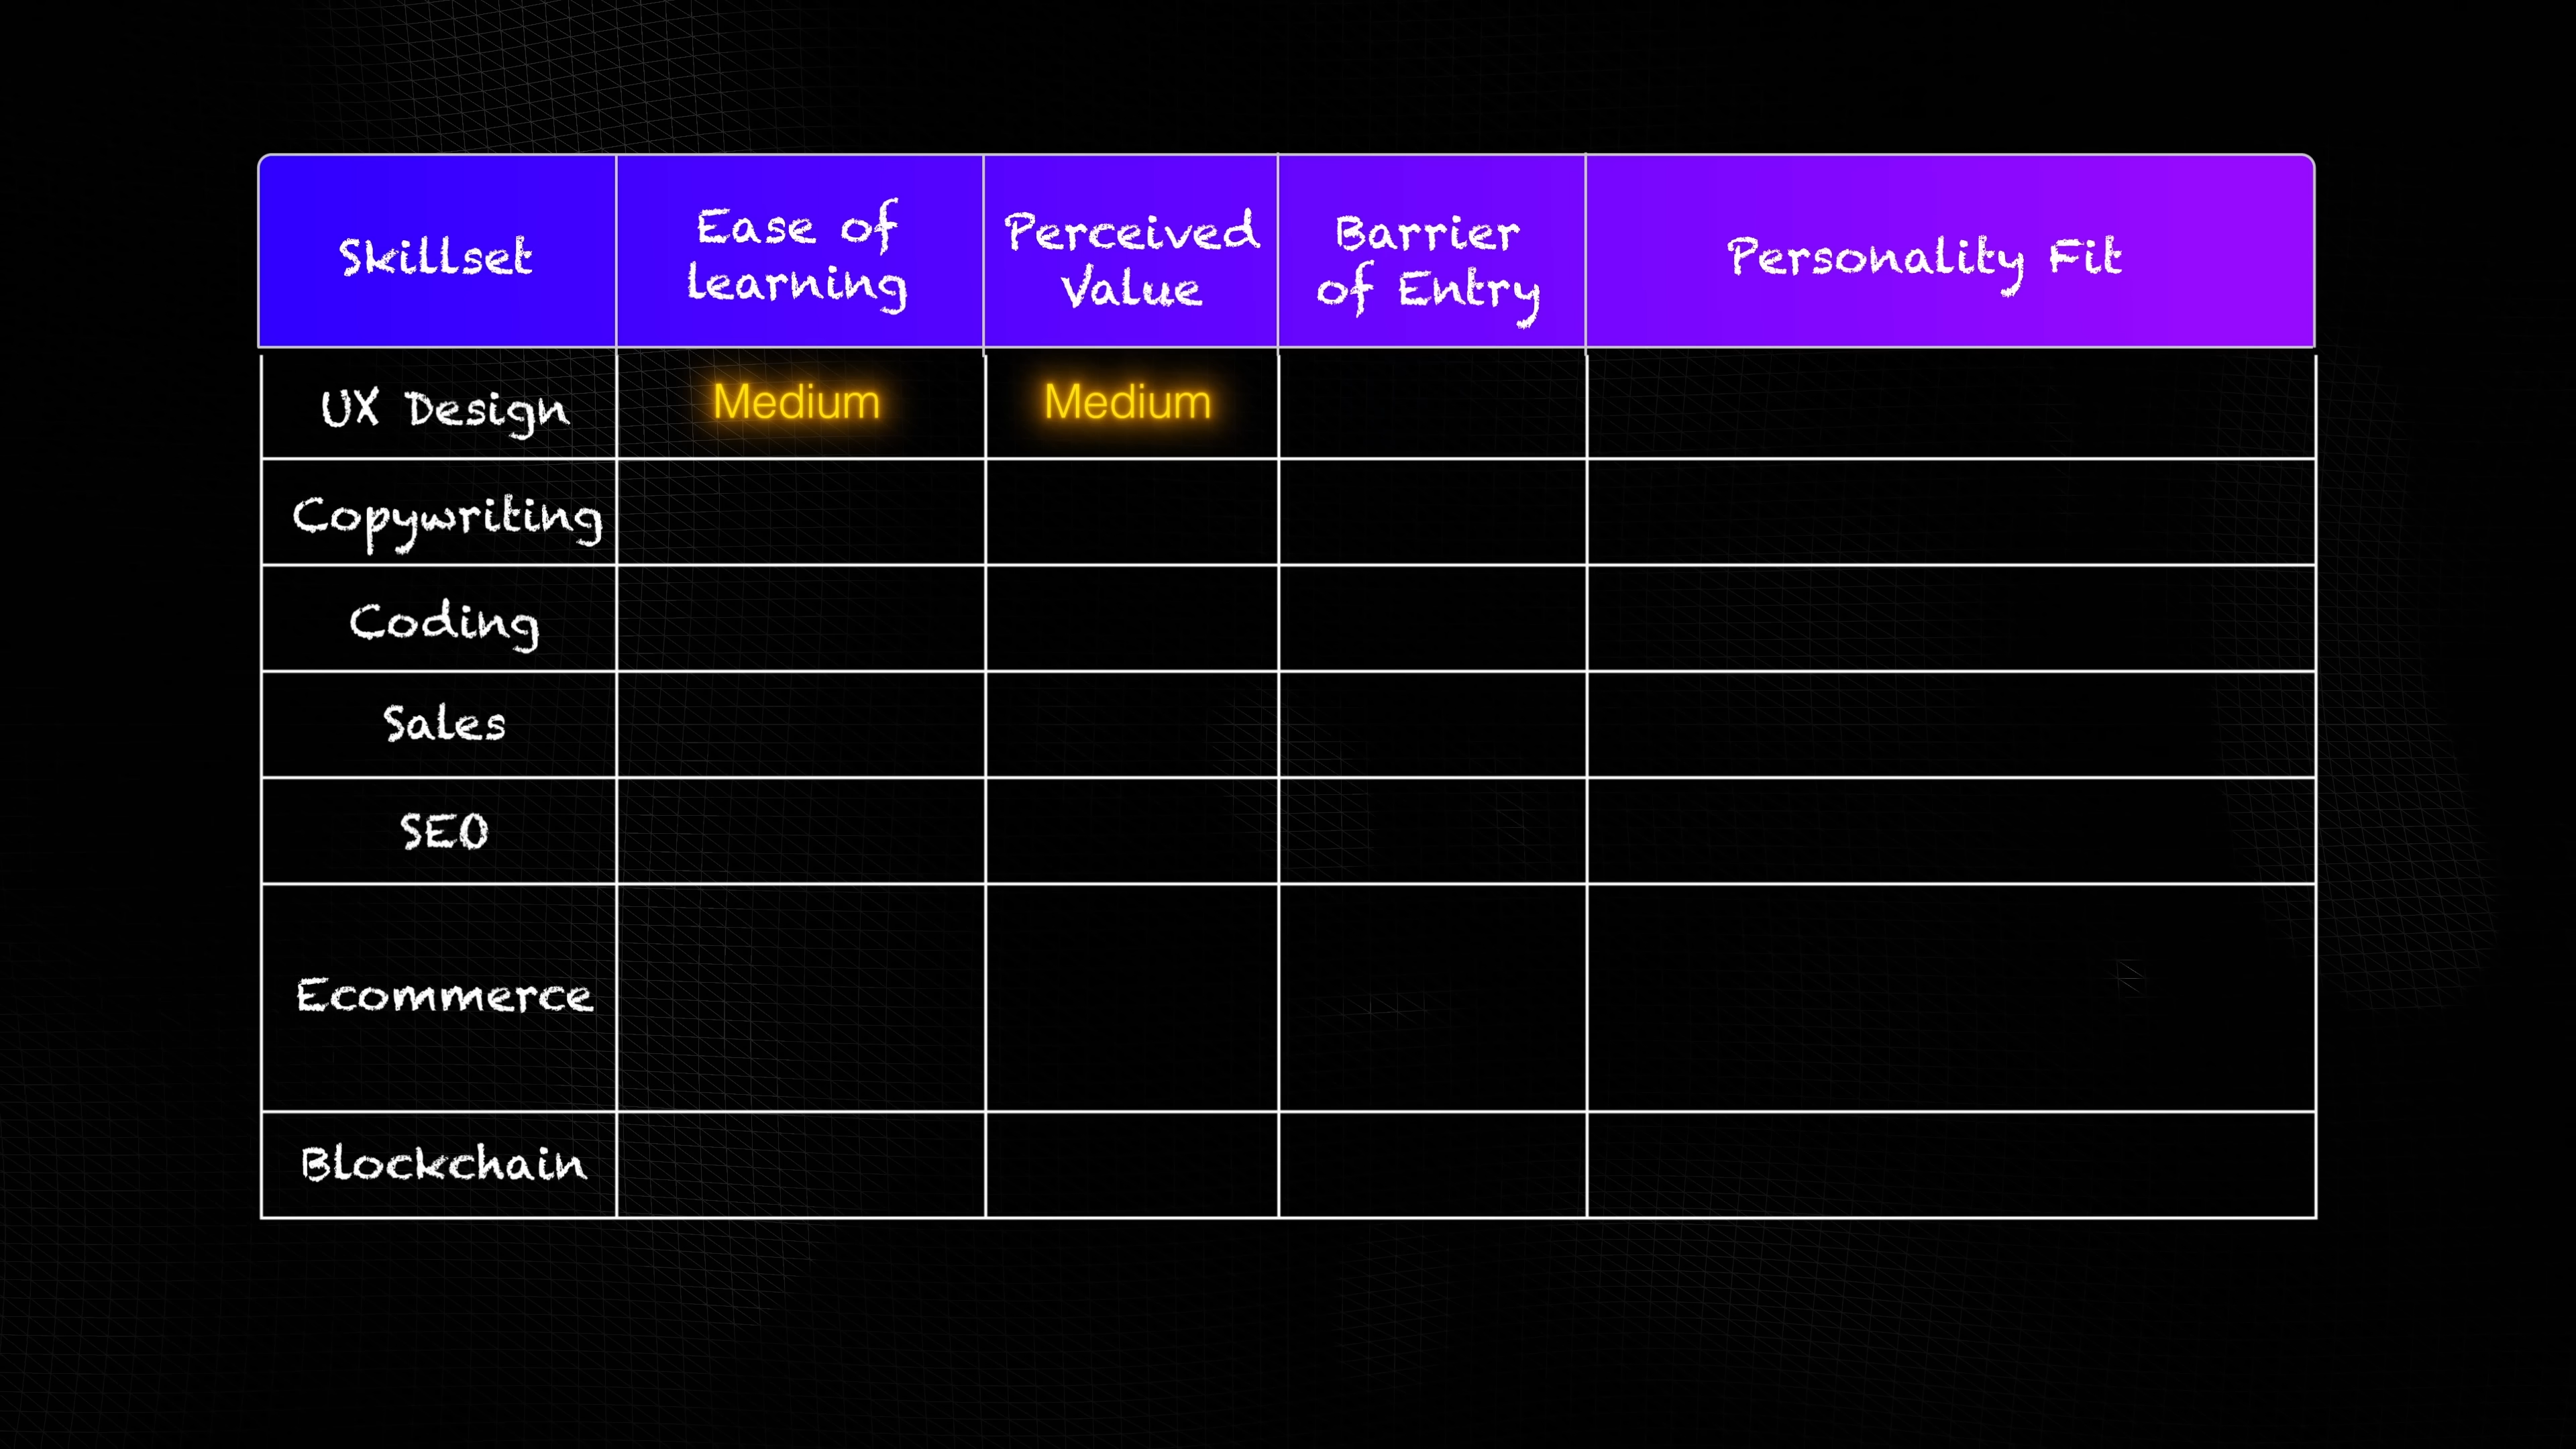 Skillset
Ease of
learning
Perceived
Value
Barrier
of Entry
Personality Fit
UX Design
Medium
Medium
Copywriting
Coding
Sales
SEO
Ecommerce
Blockchain